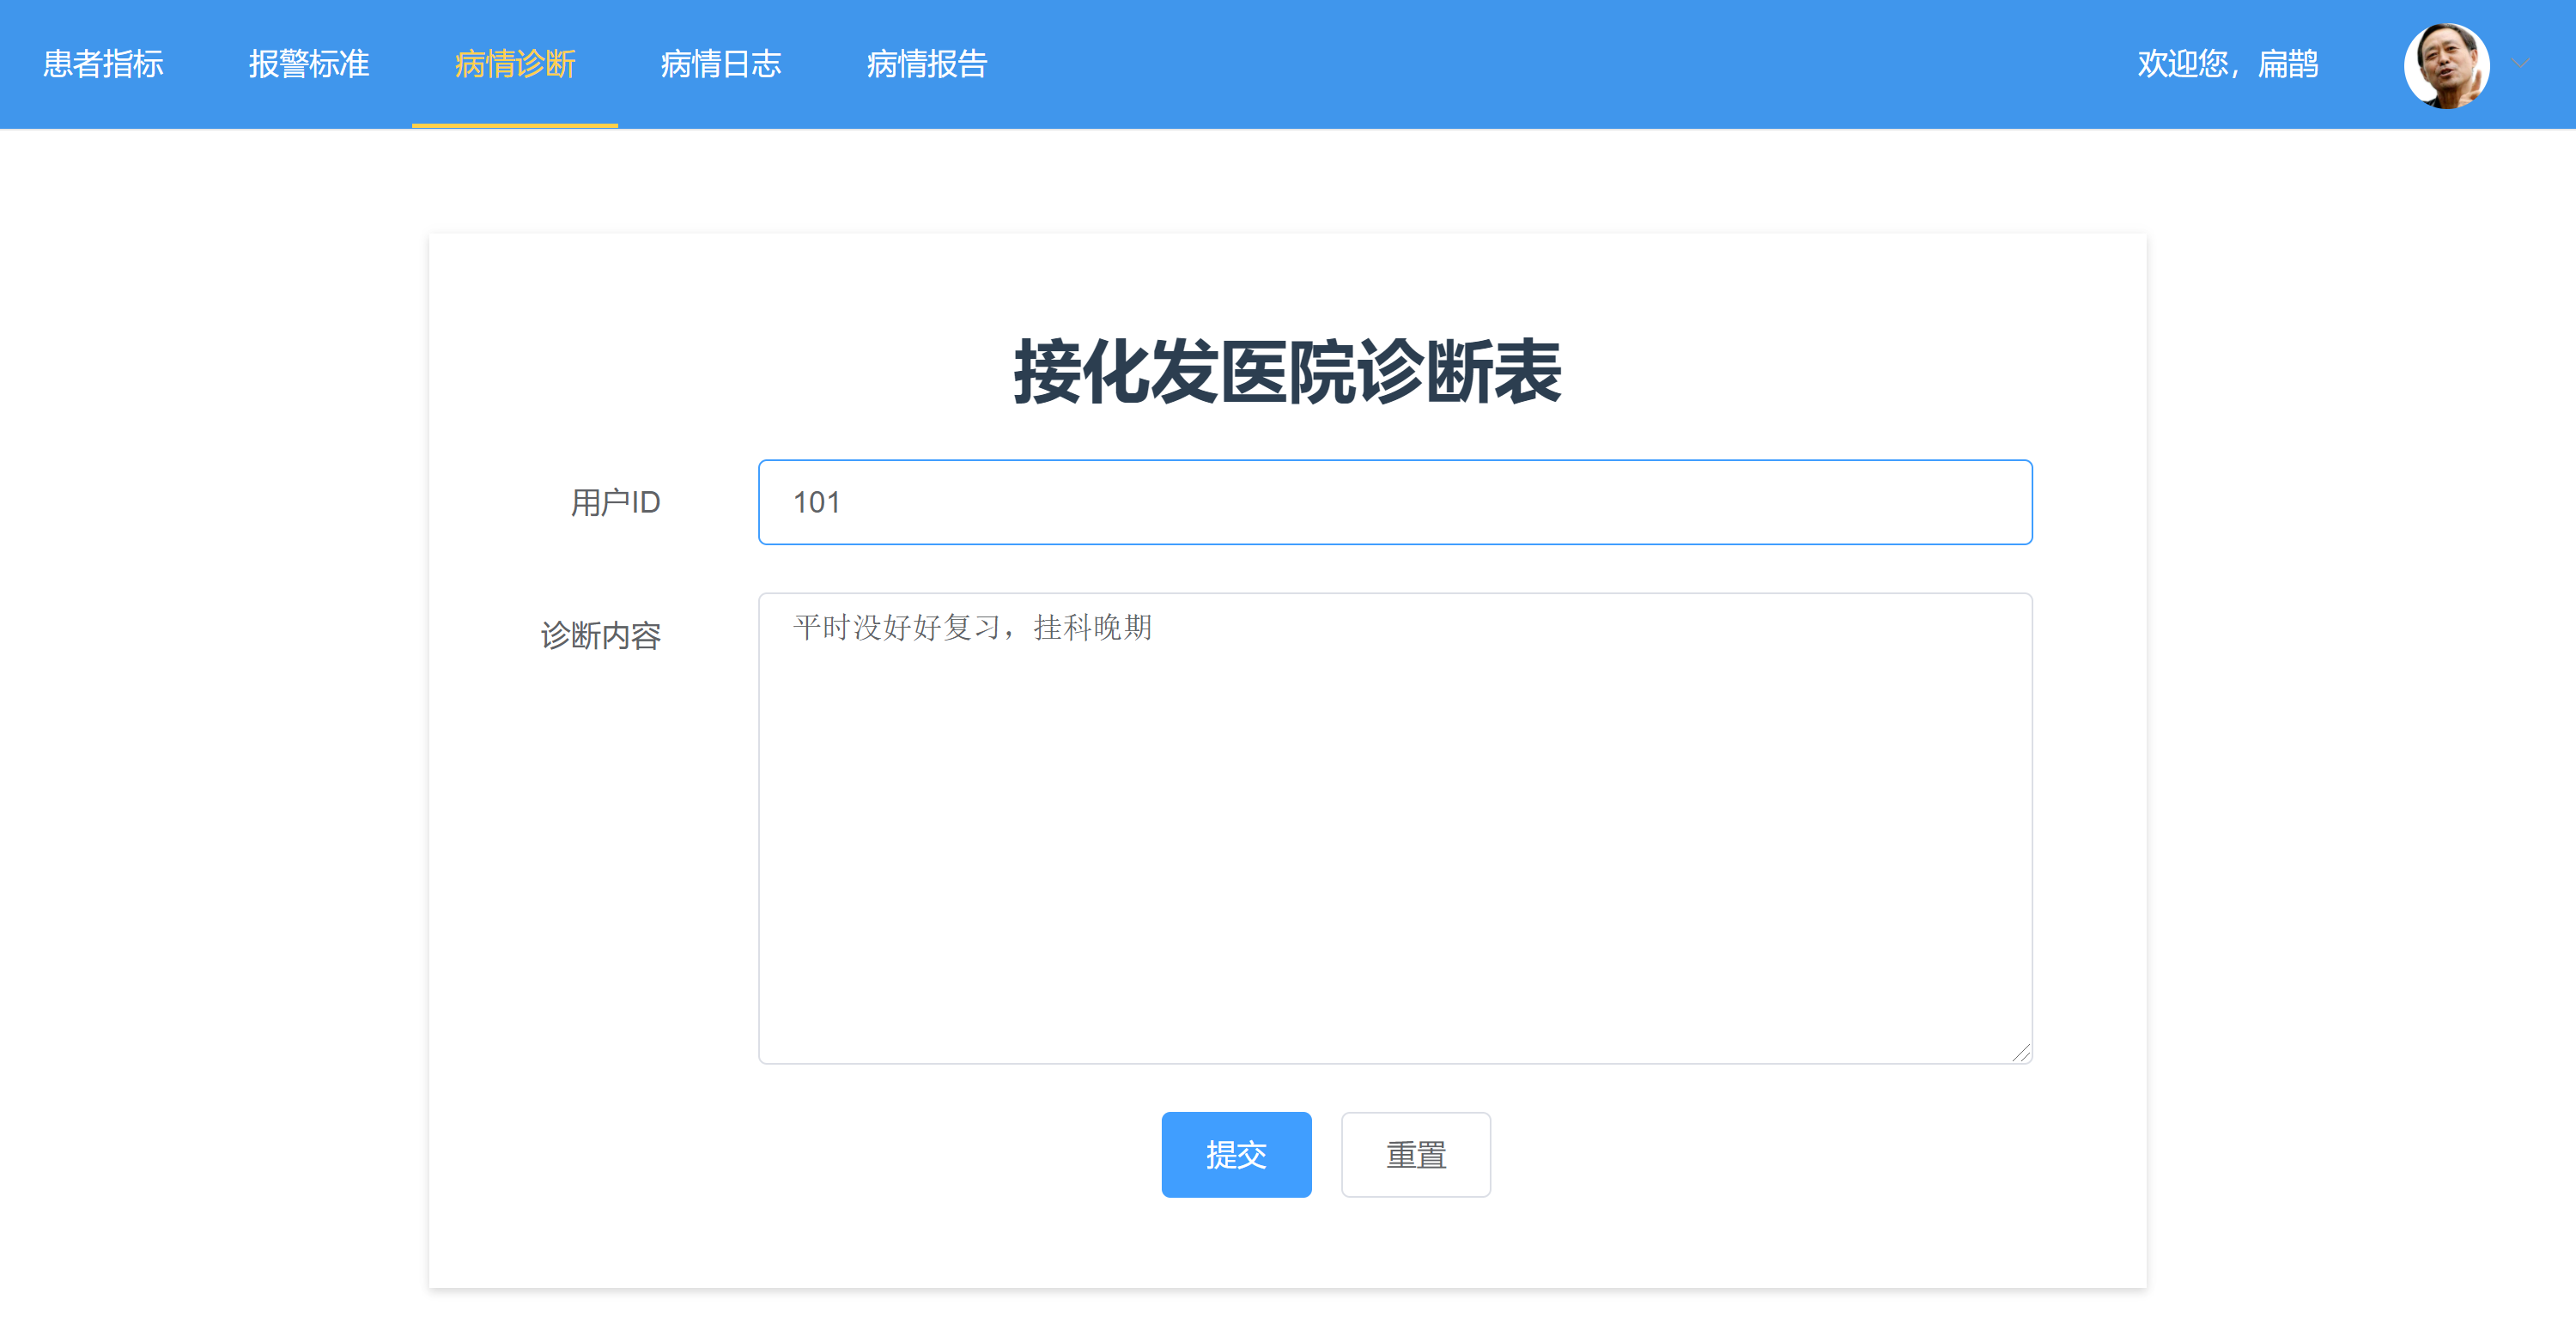 患者指标 报警标准 病情诊断 病情日志 病情报告 欢迎您，扁鹊
接化发医院诊断表
用户ID 101
诊断内容 平时没好好复习，挂科晚期
提交 重置